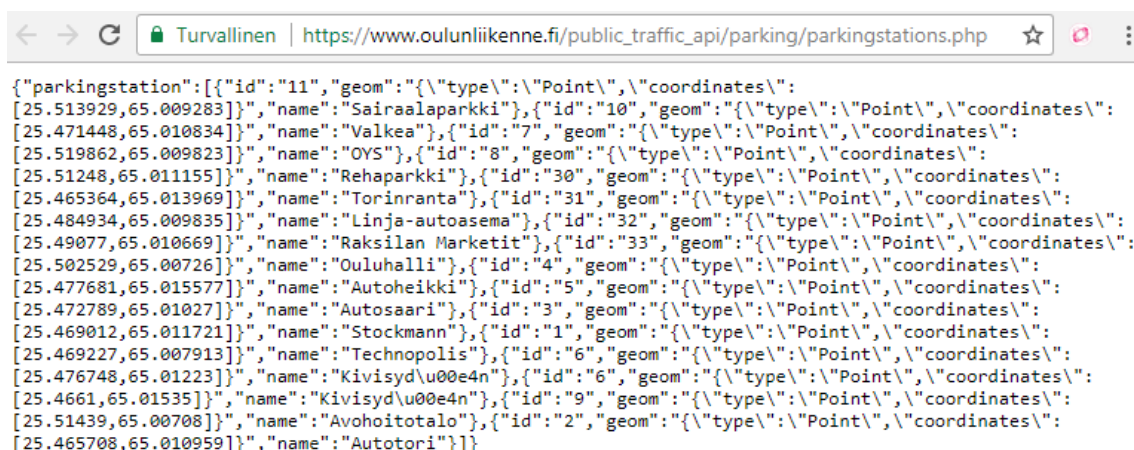 Turvallinen | https://www.oulunliikenne.fi/public_traffic_api/parking/parkingstations.php
{"parkingstation":[{"id":"11","geom":"{\"type\":\"Point\",\"coordinates\":
[25.513929,65.009283]}","name":"Sairaalaparkki"},{"id":"10","geom":"{\"type\":\"Point\",\"coordinates\":
[25.471448,65.010834]}","name":"Valkea"},{"id":"7","geom":"{\"type\":\"Point\",\"coordinates\":
[25.519862,65.009823]}","name":"OYS"},{"id":"8","geom":"{\"type\":\"Point\",\"coordinates\":
[25.51248,65.011155]}","name":"Rehaparkki"},{"id":"30","geom":"{\"type\":\"Point\",\"coordinates\":
[25.465364,65.013969]}","name":"Torinranta"},{"id":"31","geom":"{\"type\":\"Point\",\"coordinates\":
[25.484934,65.009835]}","name":"Linja-autoasema"},{"id":"32","geom":"{\"type\":\"Point\",\"coordinates\":
[25.49077,65.010669]}","name":"Raksilan Marketit"},{"id":"33","geom":"{\"type\":\"Point\",\"coordinates\":
[25.502529,65.00726]}","name":"Ouluhalli"},{"id":"4","geom":"{\"type\":\"Point\",\"coordinates\":
[25.477681,65.015577]}","name":"Autoheikki"},{"id":"5","geom":"{\"type\":\"Point\",\"coordinates\":
[25.472789,65.01027]}","name":"Autosaari"},{"id":"3","geom":"{\"type\":\"Point\",\"coordinates\":
[25.469012,65.011721]}","name":"Stockmann"},{"id":"1","geom":"{\"type\":\"Point\",\"coordinates\":
[25.469227,65.007913]}","name":"Technopolis"},{"id":"6","geom":"{\"type\":\"Point\",\"coordinates\":
[25.476748,65.01223]}","name":"Kivisyd\u00e4n"},{"id":"6","geom":"{\"type\":\"Point\",\"coordinates\":
[25.4661,65.01535]}","name":"Kivisyd\u00e4n"},{"id":"9","geom":"{\"type\":\"Point\",\"coordinates\":
[25.51439,65.00708]}","name":"Avohoitotalo"},{"id":"2","geom":"{\"type\":\"Point\",\"coordinates\":
[25.465708,65.010959]}","name":"Autotori"}]}